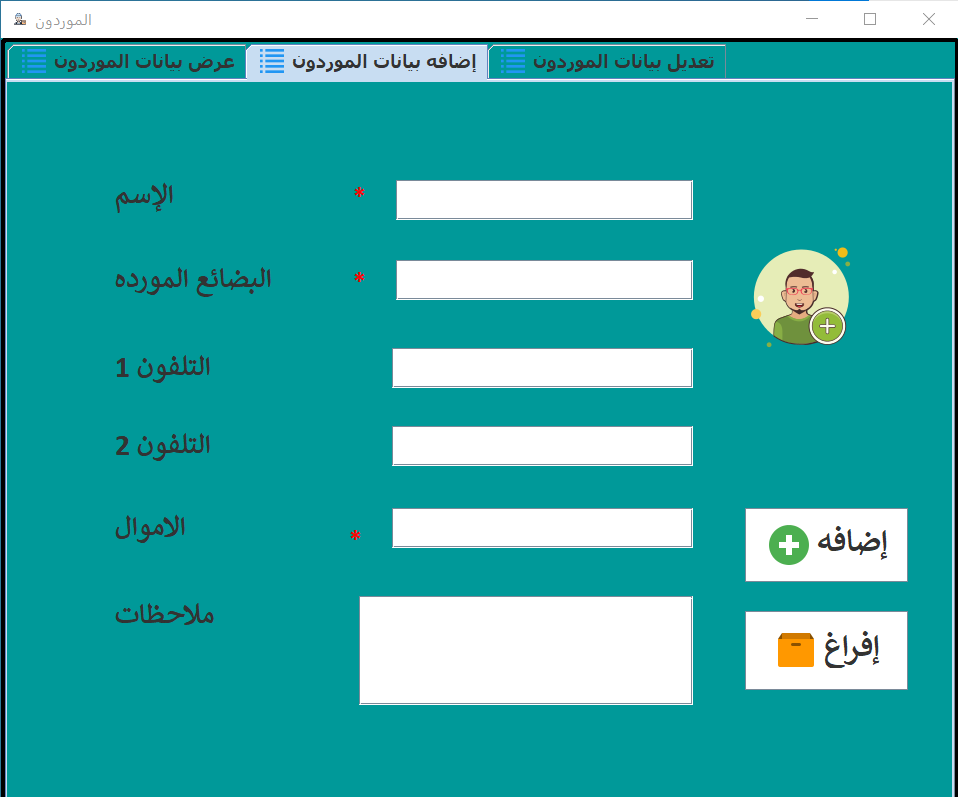 الموردون
عرض بيانات الموردون
إضافه بيانات الموردون
تعديل بيانات الموردون
الإسم *
البضائع المورده *
التلفون 1
التلفون 2
الاموال *
ملاحظات
إضافه
إفراغ